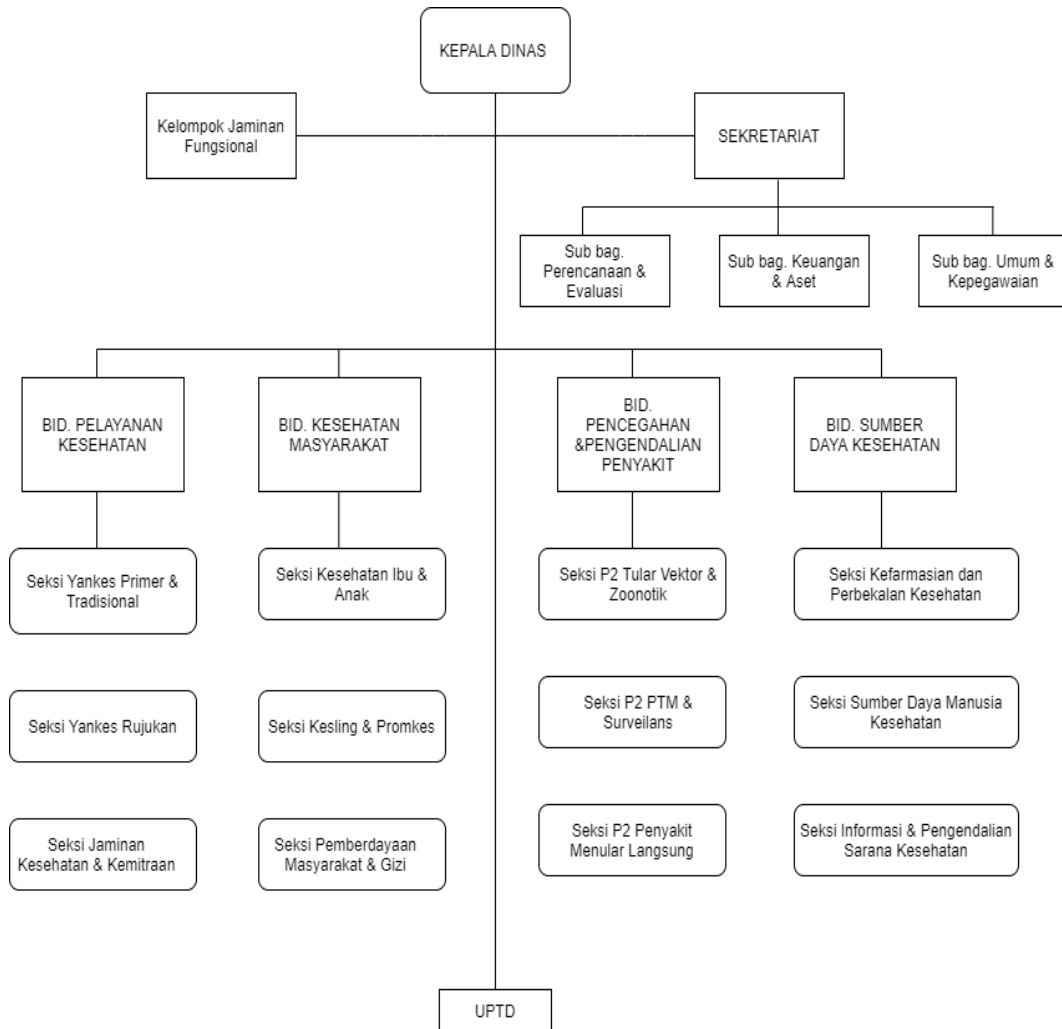 KEPALA DINAS
Kelompok Jaminan
Fungsional
SEKRETARIAT
Sub bag.
Perencanaan &
Evaluasi
Sub bag. Keuangan
& Aset
Sub bag. Umum &
Kepegawaian
BID. PELAYANAN
KESEHATAN
BID. KESEHATAN
MASYARAKAT
BID.
PENCEGAHAN
&PENGENDALIAN
PENYAKIT
BID. SUMBER
DAYA KESEHATAN
Seksi Yankes Primer &
Tradisional
Seksi Kesehatan Ibu &
Anak
Seksi P2 Tular Vektor &
Zoonotik
Seksi Kefarmasian dan
Perbekalan Kesehatan
Seksi Yankes Rujukan
Seksi Kesling & Promkes
Seksi P2 PTM &
Surveilans
Seksi Sumber Daya Manusia
Kesehatan
Seksi Jaminan
Kesehatan & Kemitraan
Seksi Pemberdayaan
Masyarakat & Gizi
Seksi P2 Penyakit
Menular Langsung
Seksi Informasi & Pengendalian
Sarana Kesehatan
UPTD